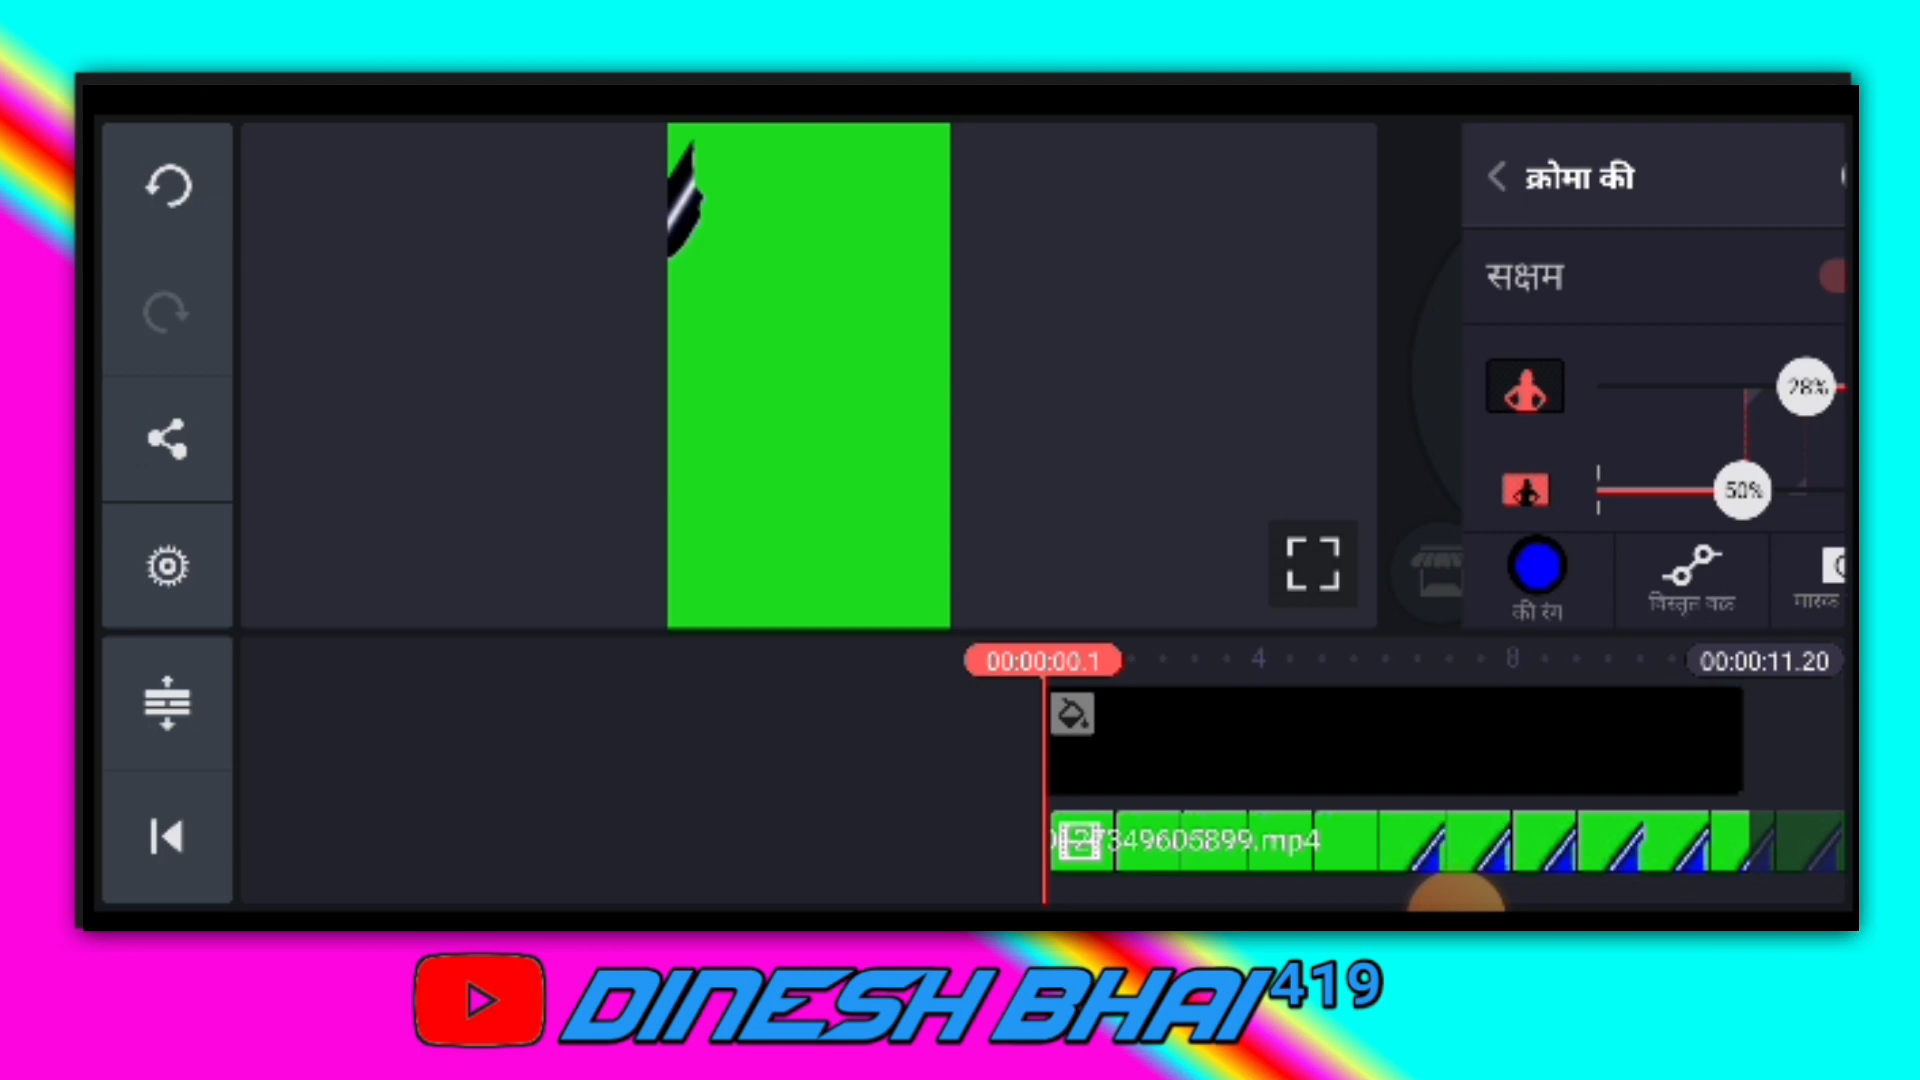 क्रोमा की
सक्षम
28%
50%
की रंग
विस्तृत वक्र
मास्क
00:00:00.1
4
8
00:00:11.20
27349605899.mp4
DINESH BHAI 419